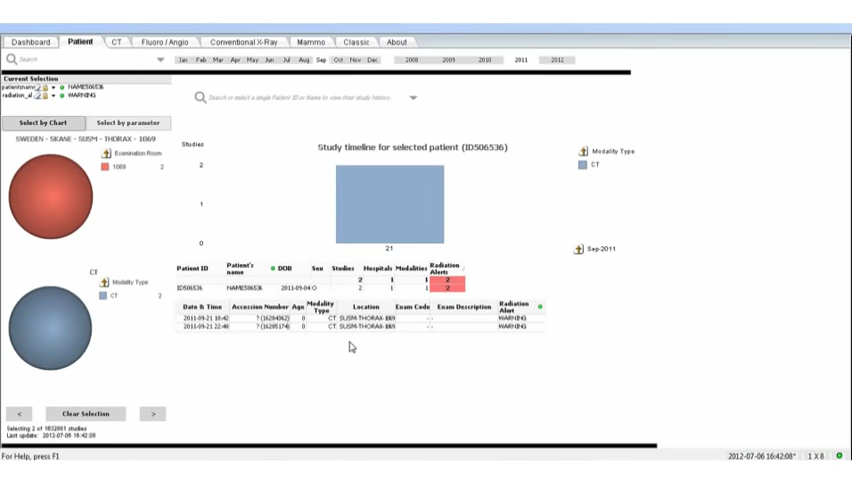 Dashboard Patient CT Fluoro / Angio Conventional X-Ray Mammo Classic About
Search Jan Feb Mar Apr May Jun Jul Aug Sep Oct Nov Dec 2008 2009 2010 2011 2012
Current Selection
patientsname NAME506536
radiation_al WARNING
Search or select a single Patient ID or Name to view their study history.
Select by Chart Select by parameter
SWEDEN - SKANE - SUSM - THORAX - 1069
Examination Room
1069 2
Studies
Study timeline for selected patient (ID506536)
2
1
0
21
Modality Type
CT
Sep-2011
CT
Modality Type
CT 2
Patient ID Patient's name DOB Sex Studies Hospitals Modalities Radiation Alerts
2 1 1 2
ID506536 NAME506536 2011-09-04 O 2 1 1 2
Date & Time Accession Number Age Modality Type Location Exam Code Exam Description Radiation Alert
2011-09-21 18:42 ? (16284362) 0 CT SUSM-THORAX-1069 - - WARNING
2011-09-21 22:48 ? (16285174) 0 CT SUSM-THORAX-1069 - - WARNING
< Clear Selection >
Selecting 2 of 1632881 studies
Last update: 2012-07-06 16:42:08
For Help, press F1 2012-07-06 16:42:08* 1 X 8